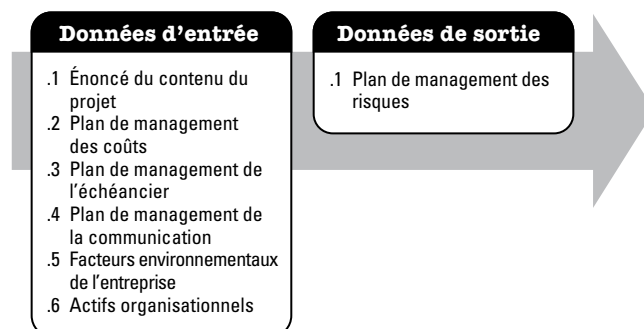 Données d’entrée
.1 Énoncé du contenu du
projet
.2 Plan de management
des coûts
.3 Plan de management de
l’échéancier
.4 Plan de management de
la communication
.5 Facteurs environnementaux
de l’entreprise
.6 Actifs organisationnels
Données de sortie
.1 Plan de management des
risques